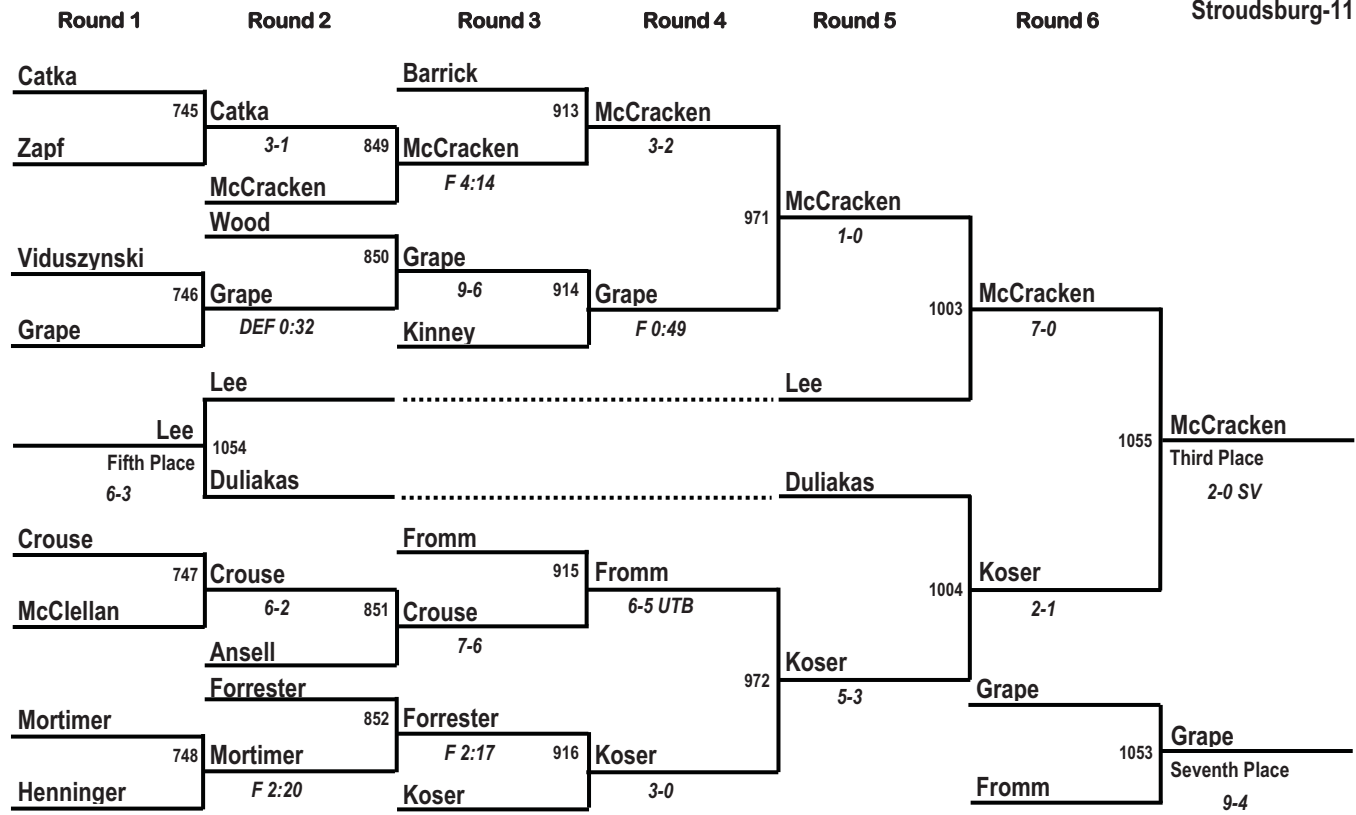 Round 1 Round 2 Round 3 Round 4 Round 5 Round 6 Stroudsburg-11
Catka
Zapf
745
Viduszynski
Grape
746
Lee
Fifth Place
6-3
Crouse
McClellan
747
Mortimer
Henninger
748
Catka
3-1
McCracken
849
Wood
Grape
DEF 0:32
850
Lee
1054
Duliakas
Crouse
6-2
Ansell
851
Forrester
Mortimer
F 2:20
852
Barrick
McCracken
F 4:14
913
Grape
9-6
Kinney
914
Fromm
Crouse
7-6
915
Forrester
F 2:17
Koser
916
McCracken
3-2
Grape
F 0:49
971
Fromm
6-5 UTB
Koser
3-0
972
McCracken
1-0
Lee
1003
Duliakas
Koser
5-3
1004
McCracken
7-0
Koser
2-1
1055
Grape
Fromm
1053
McCracken
Third Place
2-0 SV
Grape
Seventh Place
9-4